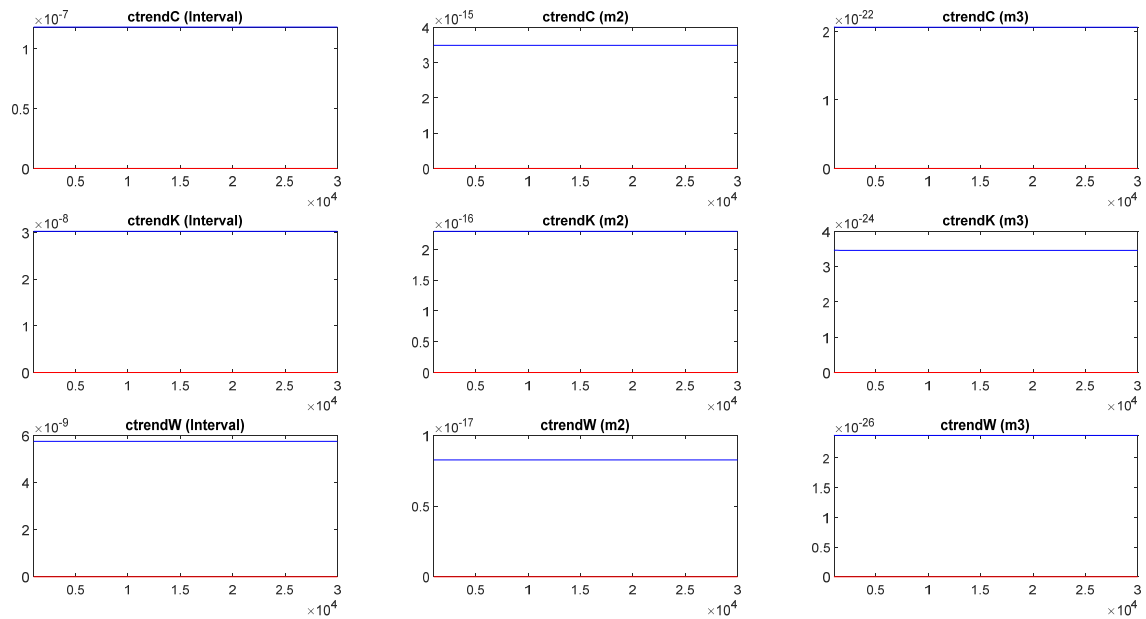 ×10-7 ctrendC (Interval) ×10-15 ctrendC (m2) ×10-22 ctrendC (m3)
1 4 2
0.5 3 1
0 2 0
1
0
0.5 1 1.5 2 2.5 3 0.5 1 1.5 2 2.5 3 0.5 1 1.5 2 2.5 3
×104 ×104 ×104
×10-8 ctrendK (Interval) ×10-16 ctrendK (m2) ×10-24 ctrendK (m3)
3 2 4
2 1.5 3
1 1 2
0 0.5 1
0 0
0.5 1 1.5 2 2.5 3 0.5 1 1.5 2 2.5 3 0.5 1 1.5 2 2.5 3
×104 ×104 ×104
×10-9 ctrendW (Interval) ×10-17 ctrendW (m2) ×10-26 ctrendW (m3)
6 1 2
4 0.5 1.5
2 0 1
0 0.5
0
0.5 1 1.5 2 2.5 3 0.5 1 1.5 2 2.5 3 0.5 1 1.5 2 2.5 3
×104 ×104 ×104